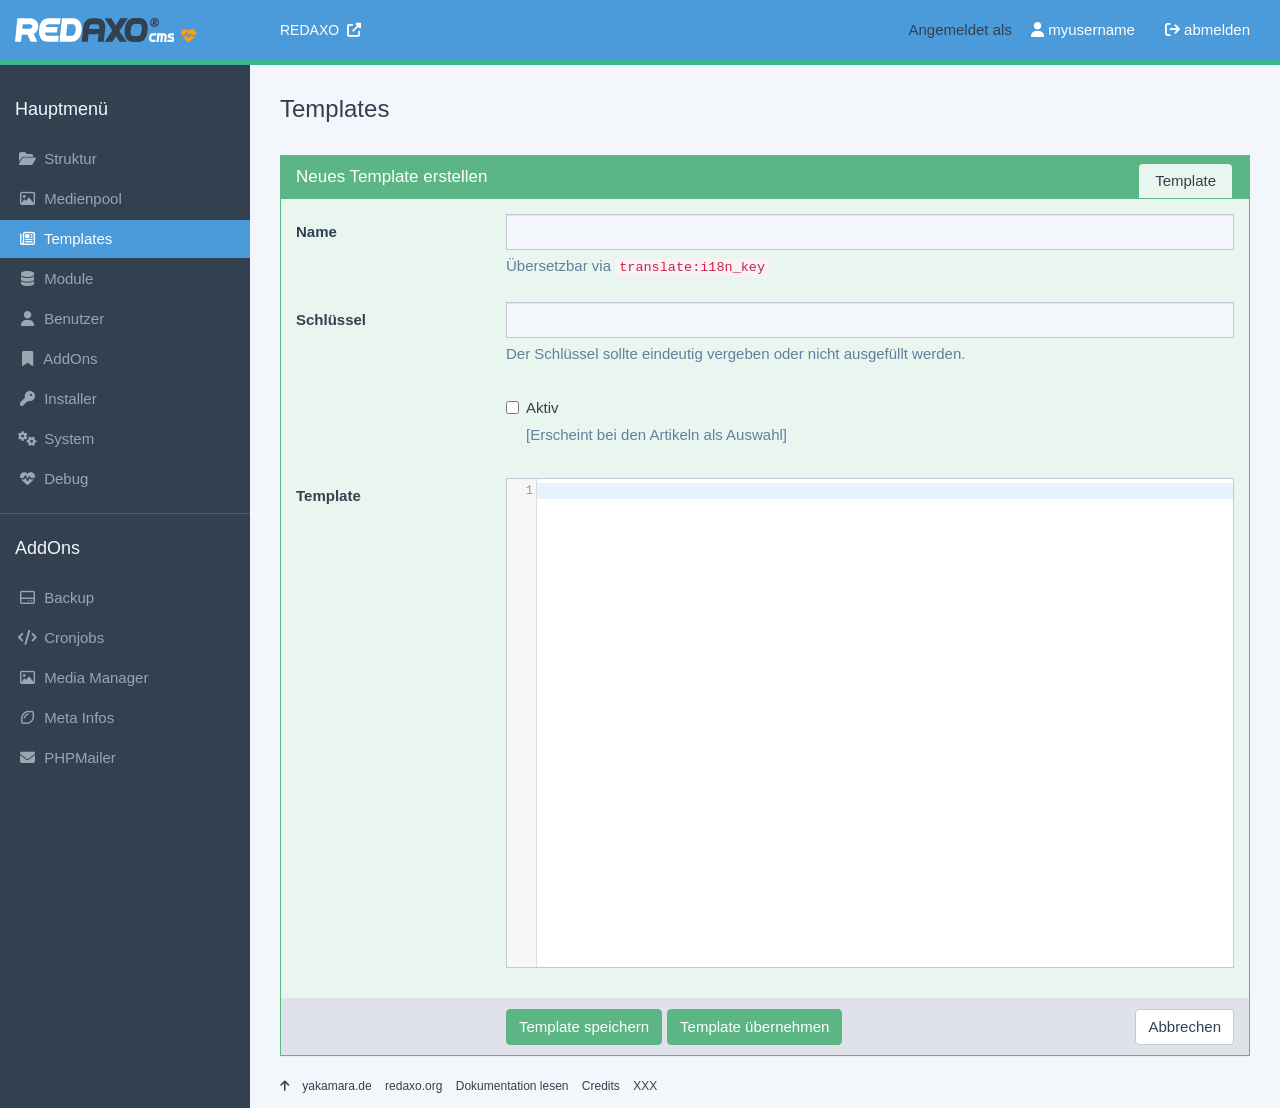 REDAXO® cms
REDAXO
Angemeldet als myusername abmelden
Hauptmenü
Struktur
Medienpool
Templates
Module
Benutzer
AddOns
Installer
System
Debug
AddOns
Backup
Cronjobs
Media Manager
Meta Infos
PHPMailer
Templates
Neues Template erstellen
Template
Name
Übersetzbar via translate:i18n_key
Schlüssel
Der Schlüssel sollte eindeutig vergeben oder nicht ausgefüllt werden.
Aktiv
[Erscheint bei den Artikeln als Auswahl]
Template
1
Template speichern Template übernehmen Abbrechen
yakamara.de redaxo.org Dokumentation lesen Credits XXX